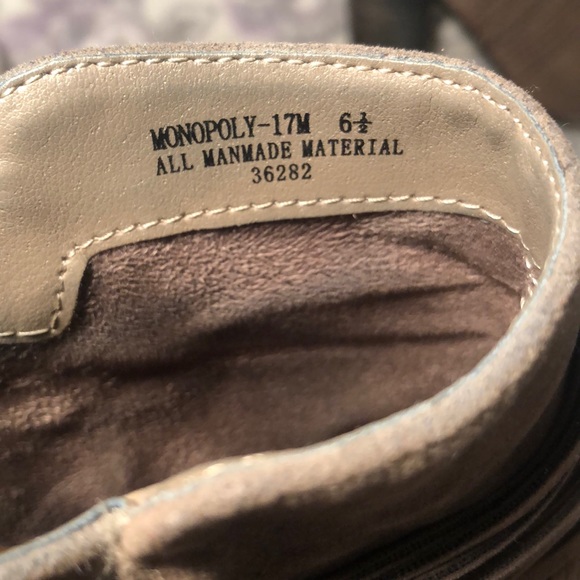 MONOPOLY-17M 6½
ALL MANMADE MATERIAL
36282